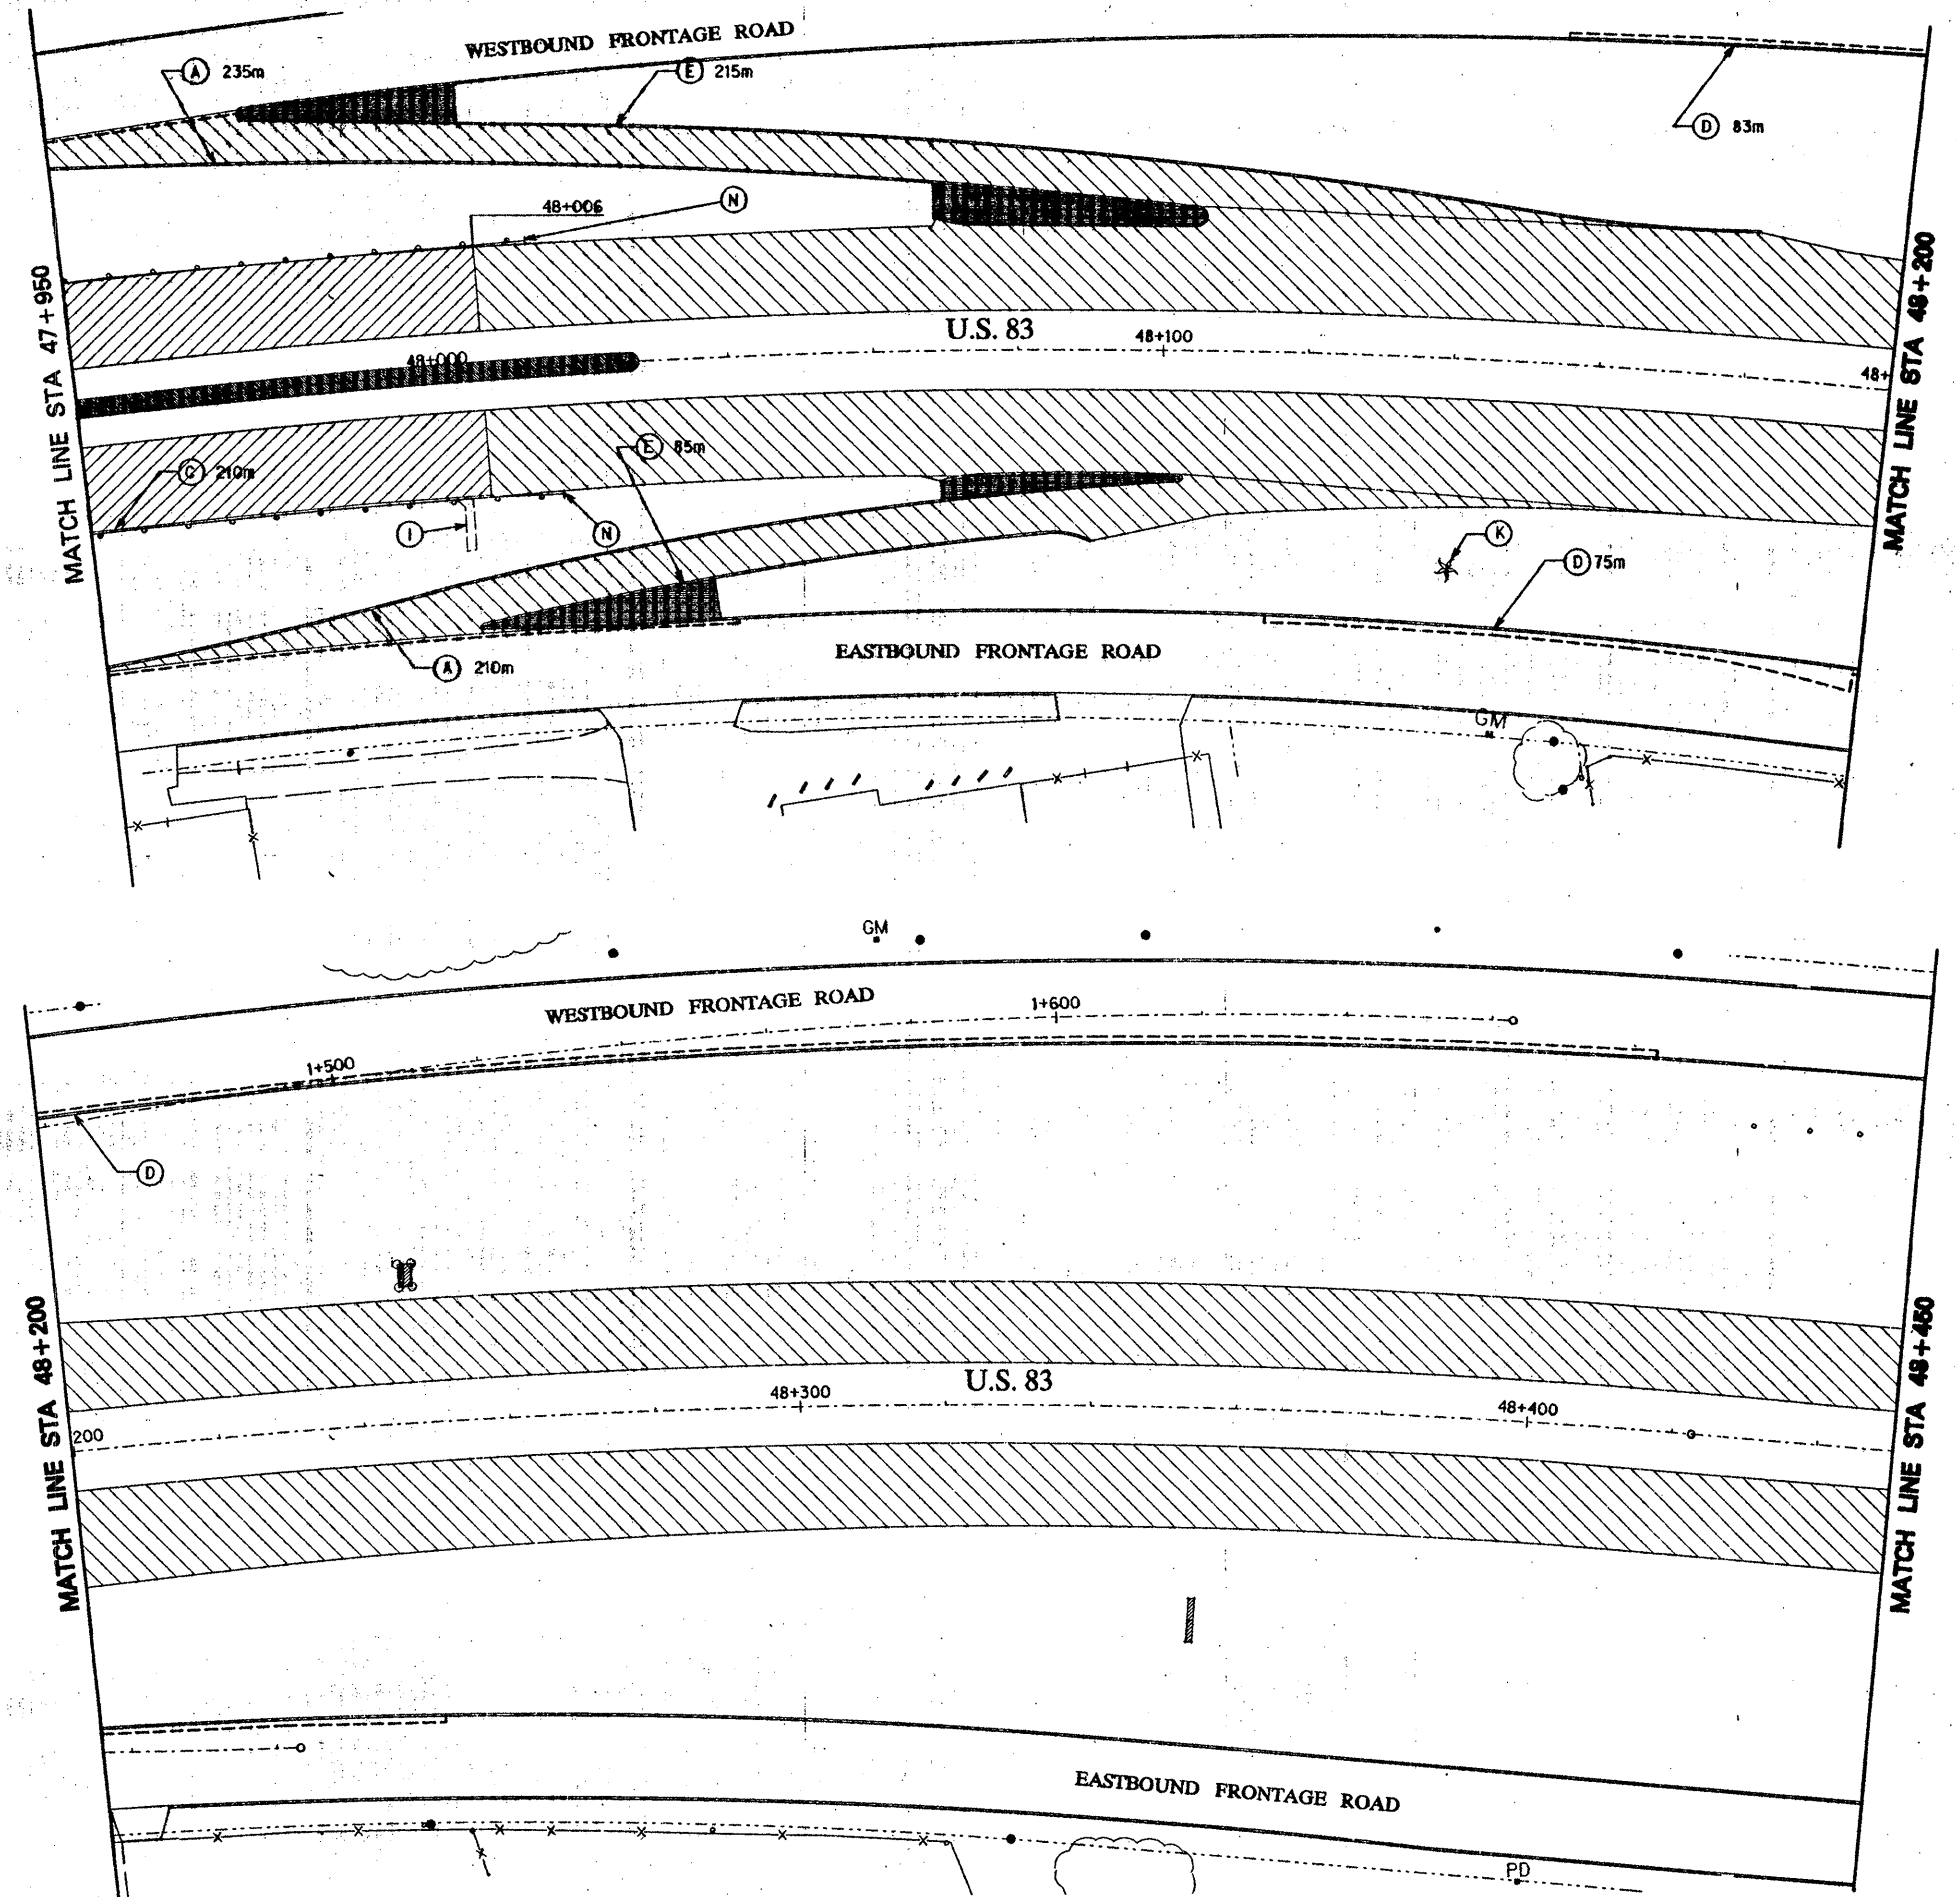 WESTBOUND FRONTAGE ROAD
A 235m
E 215m
D 83m
N
48+006
MATCH LINE STA 47+950
MATCH LINE STA 48+200
U.S. 83
48+100
48+000
48+
E 85m
C 210m
I
N
K
D 75m
A 210m
EASTBOUND FRONTAGE ROAD
GM
GM
WESTBOUND FRONTAGE ROAD
1+600
1+500
D
MATCH LINE STA 48+200
MATCH LINE STA 48+450
U.S. 83
48+300
48+400
200
EASTBOUND FRONTAGE ROAD
PD